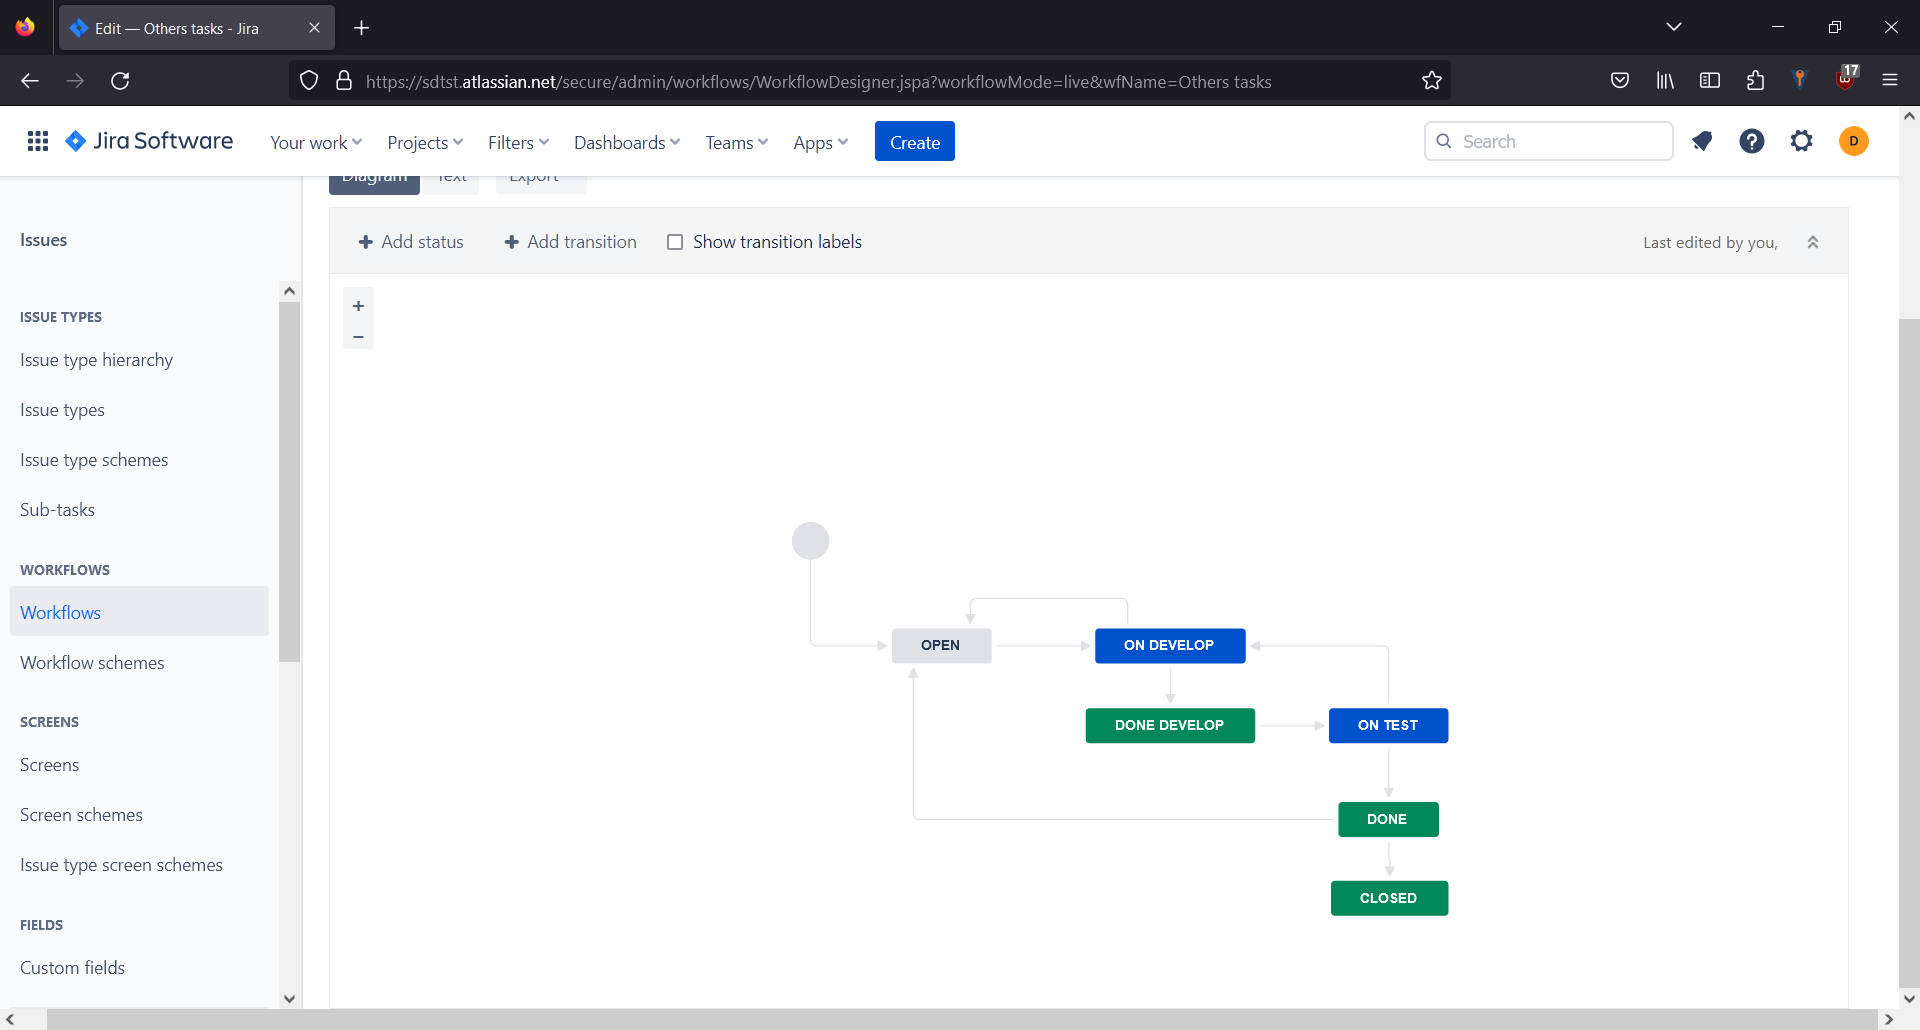 Edit — Others tasks - Jira
https://sdtst.atlassian.net/secure/admin/workflows/WorkflowDesigner.jspa?workflowMode=live&wfName=Others tasks
17
Jira Software
Your work
Projects
Filters
Dashboards
Teams
Apps
Create
Search
D
Diagram
Text
Export
Issues
ISSUE TYPES
Issue type hierarchy
Issue types
Issue type schemes
Sub-tasks
WORKFLOWS
Workflows
Workflow schemes
SCREENS
Screens
Screen schemes
Issue type screen schemes
FIELDS
Custom fields
+ Add status
+ Add transition
Show transition labels
Last edited by you,
+
−
OPEN
ON DEVELOP
DONE DEVELOP
ON TEST
DONE
CLOSED